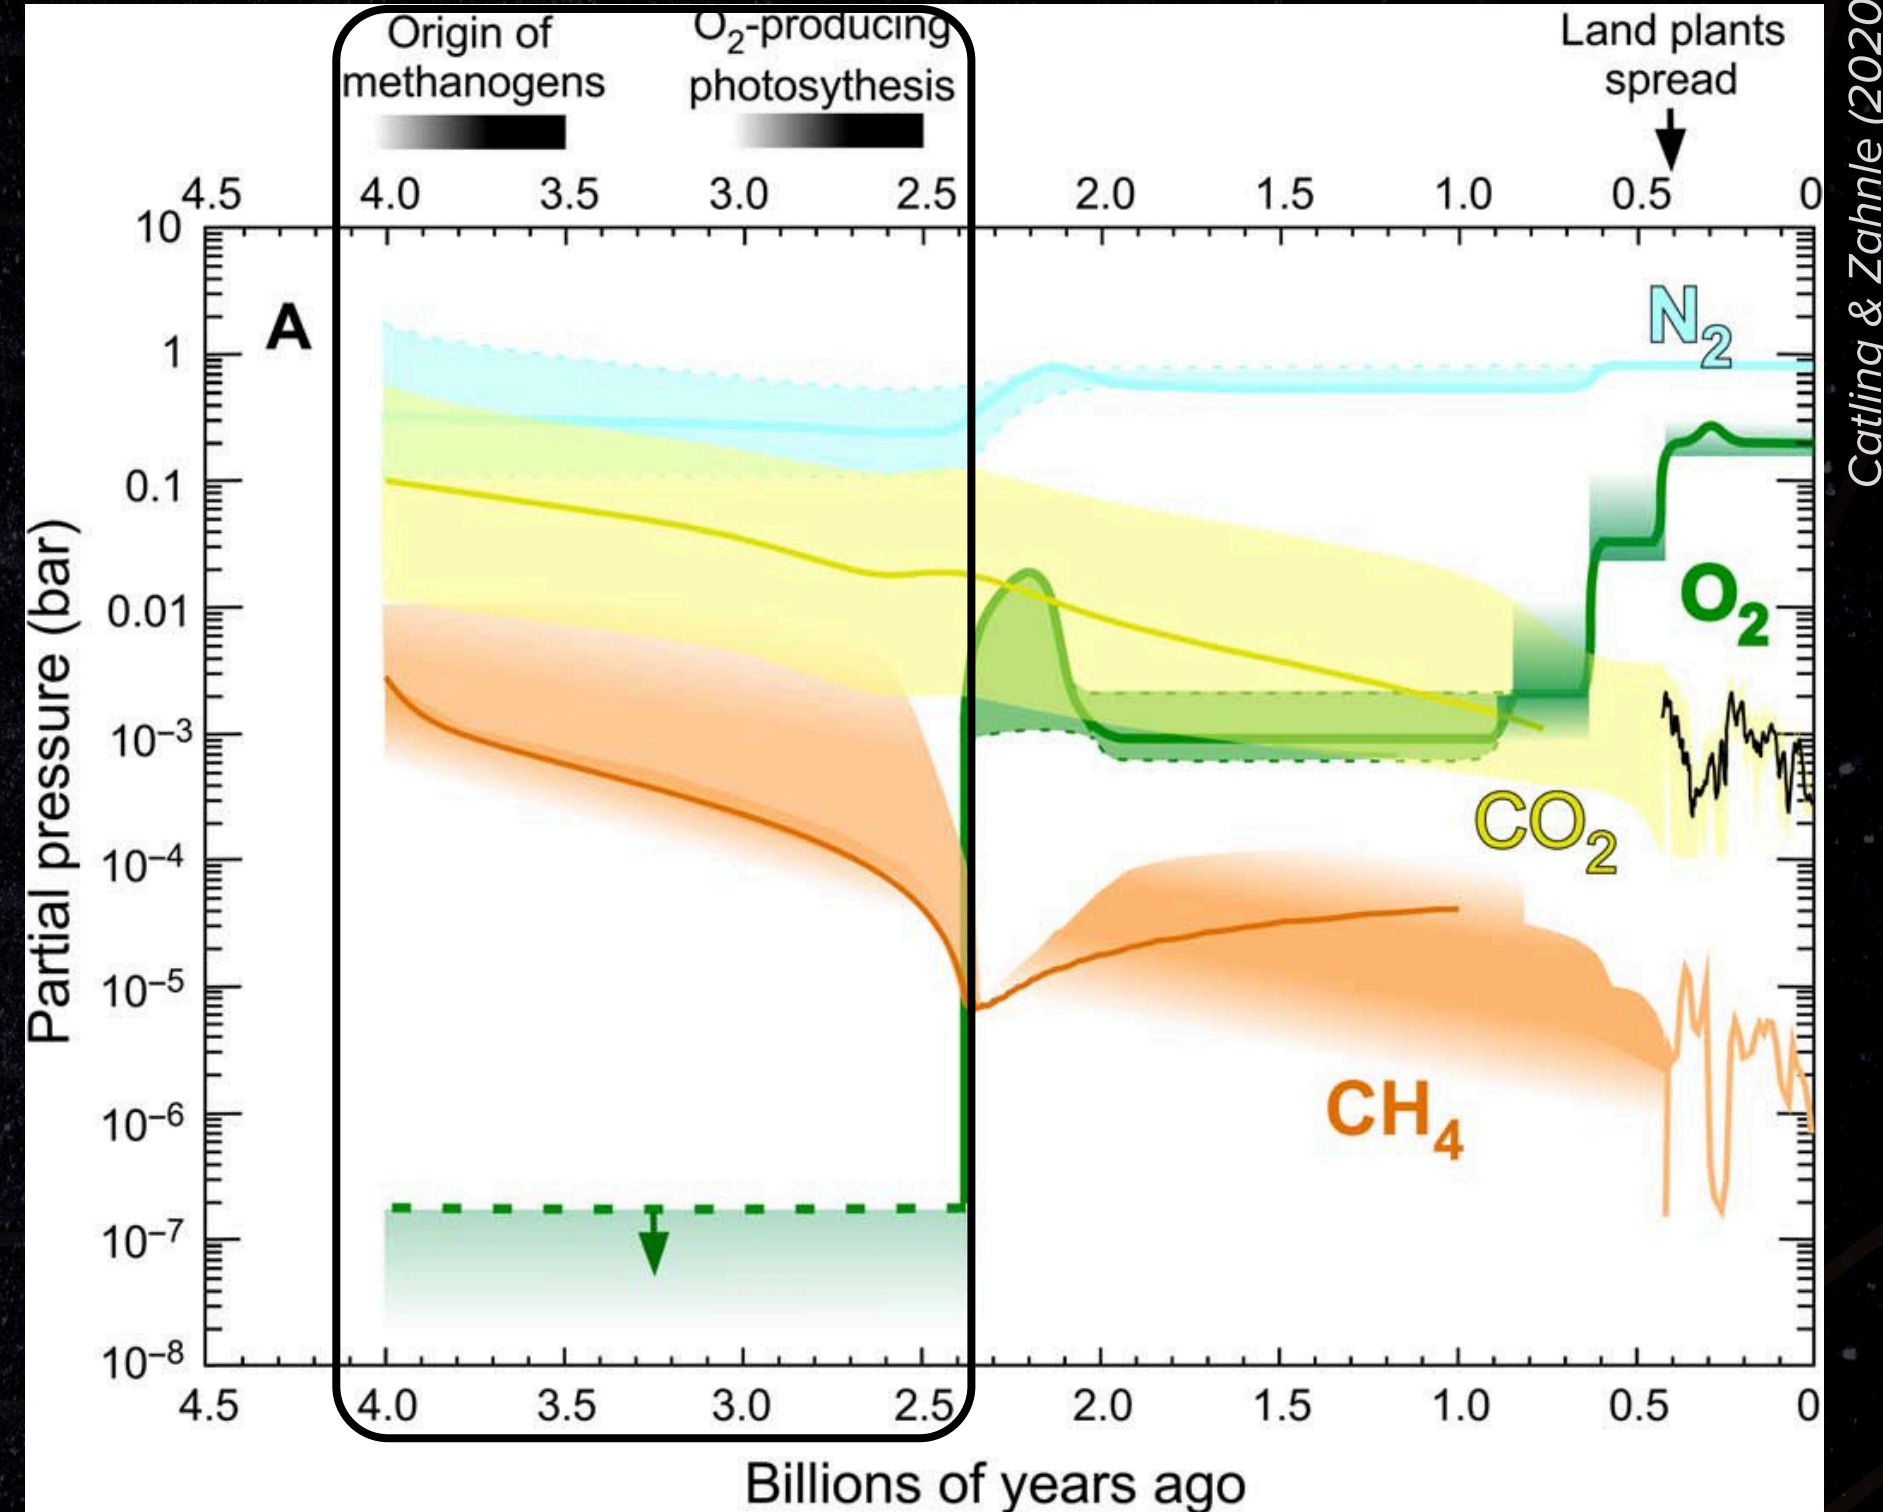 Origin of
methanogens
O2-producing
photosythesis
Land plants
spread
4.5 4.0 3.5 3.0 2.5 2.0 1.5 1.0 0.5 0
A
10
1
0.1
0.01
10–3
10–4
10–5
10–6
10–7
10–8
Partial pressure (bar)
N2
O2
CO2
CH4
4.5 4.0 3.5 3.0 2.5 2.0 1.5 1.0 0.5 0
Billions of years ago
Catling & Zahnle (2020